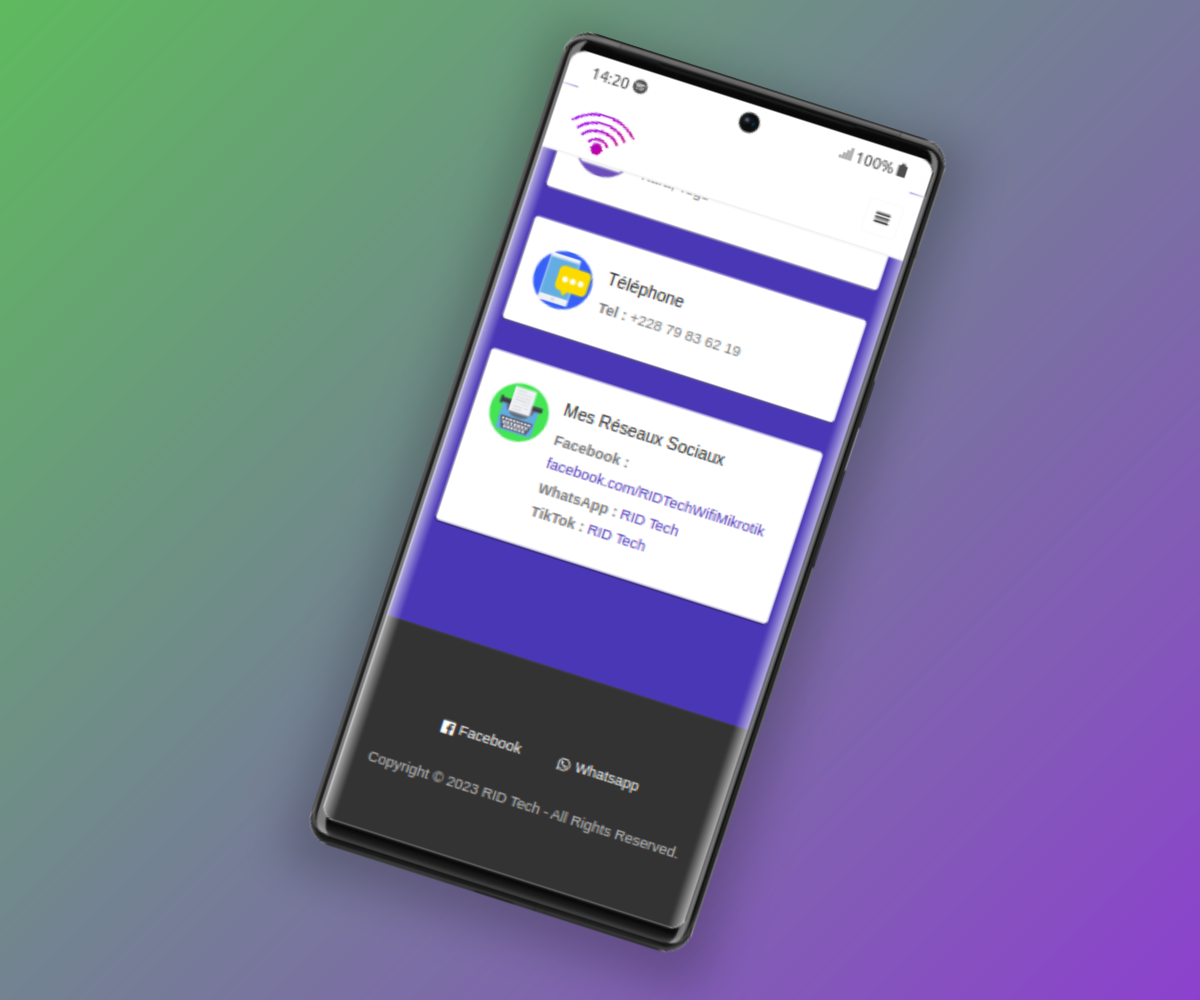 14:20
100%
Téléphone
Tel : +228 79 83 62 19
Mes Réseaux Sociaux
Facebook :
facebook.com/RIDTechWifiMikrotik
WhatsApp : RID Tech
TikTok : RID Tech
Facebook Whatsapp
Copyright © 2023 RID Tech - All Rights Reserved.